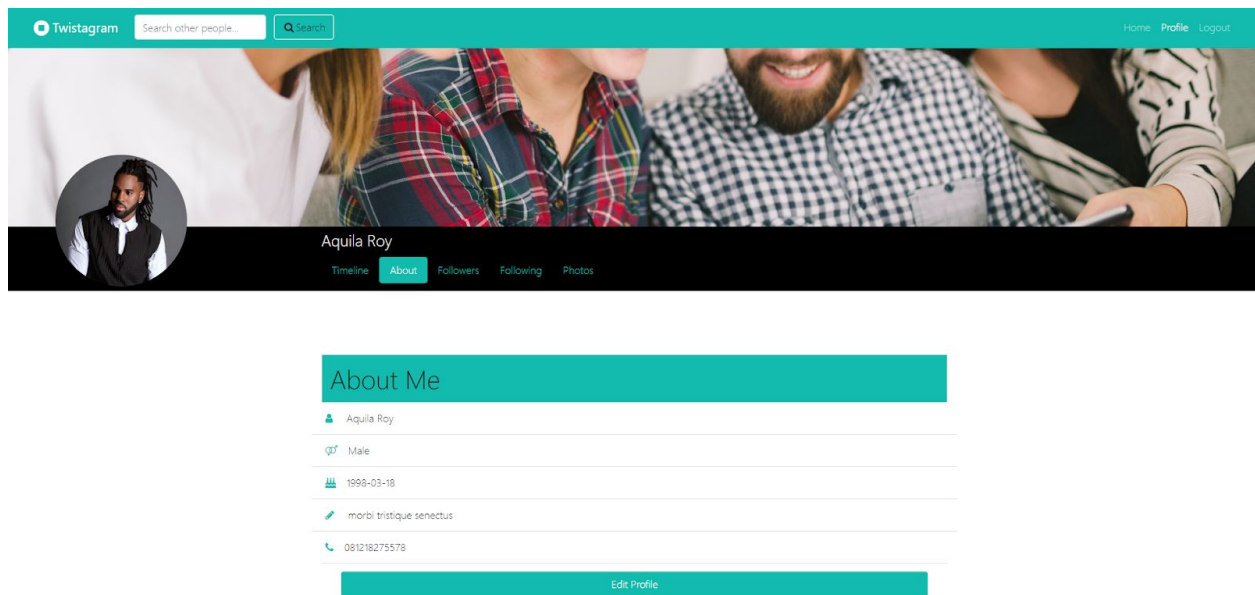 Twistagram Search other people... Search Home Profile Logout
Aquila Roy
Timeline About Followers Following Photos
About Me
Aquila Roy
Male
1998-03-18
morbi tristique senectus
081218275578
Edit Profile